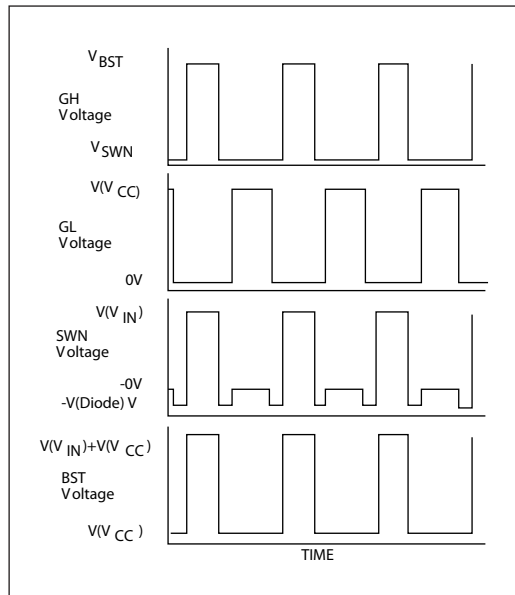 V BST
GH
Voltage
V SWN
V(V CC)
GL
Voltage
0V
V(V IN)
SWN
Voltage
-0V
-V(Diode) V
V(V IN)+V(V CC)
BST
Voltage
V(V CC)
TIME